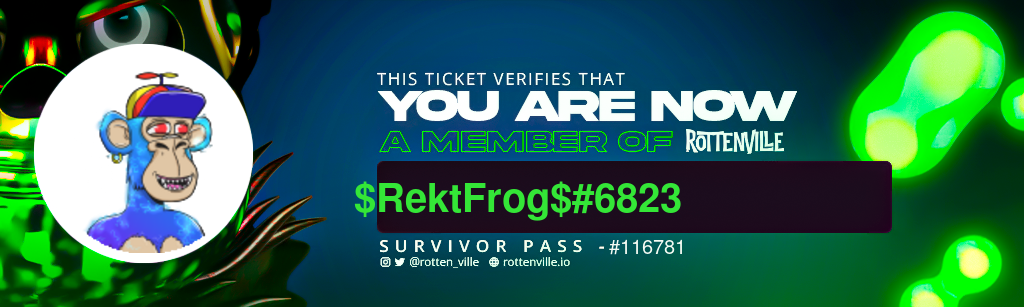 THIS TICKET VERIFIES THAT
YOU ARE NOW
A MEMBER OF ROTTENVILLE
$RektFrog$#6823
SURVIVOR PASS - #116781
@rotten_ville rottenville.io